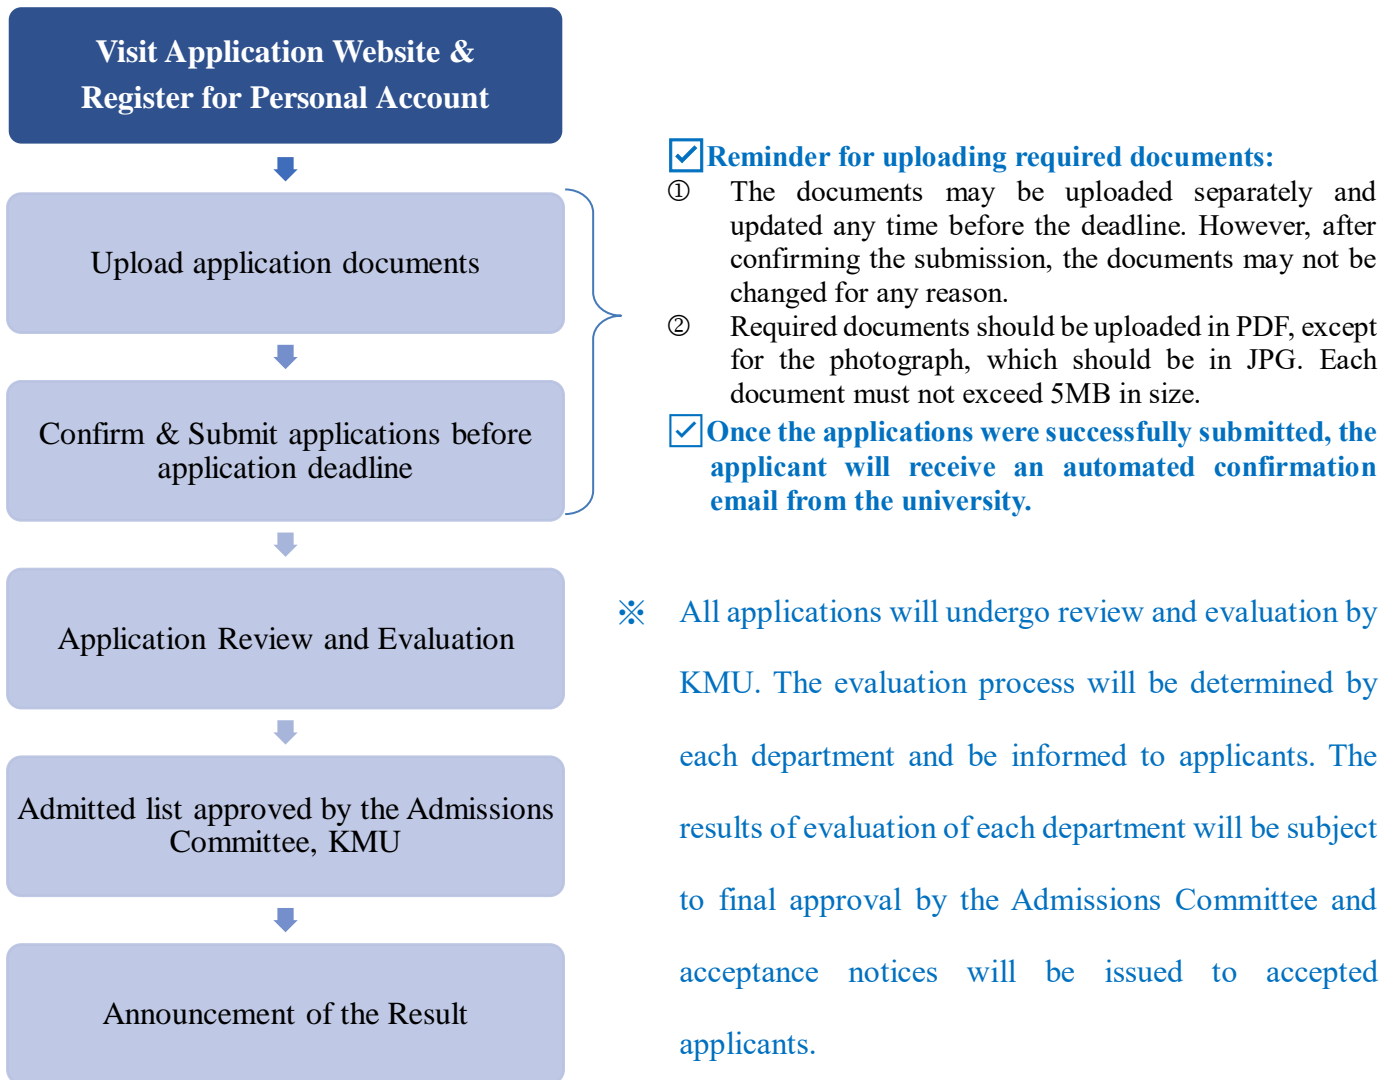 Visit Application Website &
Register for Personal Account
Upload application documents
Confirm & Submit applications before
application deadline
Application Review and Evaluation
Admitted list approved by the Admissions
Committee, KMU
Announcement of the Result
☑Reminder for uploading required documents:
① The documents may be uploaded separately and
updated any time before the deadline. However, after
confirming the submission, the documents may not be
changed for any reason.
② Required documents should be uploaded in PDF, except
for the photograph, which should be in JPG. Each
document must not exceed 5MB in size.
☑Once the applications were successfully submitted, the
applicant will receive an automated confirmation
email from the university.
※ All applications will undergo review and evaluation by
KMU. The evaluation process will be determined by
each department and be informed to applicants. The
results of evaluation of each department will be subject
to final approval by the Admissions Committee and
acceptance notices will be issued to accepted
applicants.